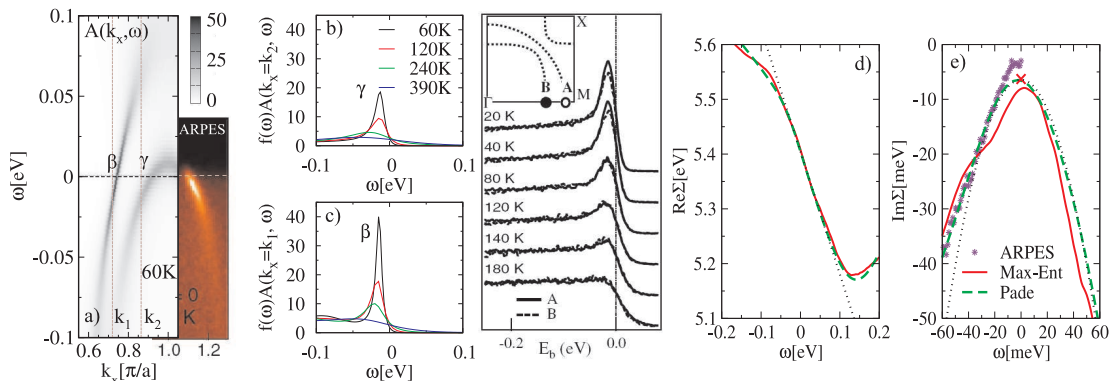 0.1
0.05
0
-0.05
-0.1
ω[eV]
A(kx,ω)
50
25
0
ARPES
β
γ
60K
0
K
a)
k1
k2
0.6
0.8
1.0
1.2
kx[π/a]
b)
60K
120K
240K
390K
γ
f(ω)A(kx=k2, ω)
40
30
20
10
0
-0.1
0
0.1
ω[eV]
c)
β
f(ω)A(kx=k1, ω)
40
30
20
10
0
-0.1
0
0.1
ω[eV]
X
B
A
Γ
M
20 K
40 K
80 K
120 K
140 K
180 K
A
B
-0.2
0.0
Eb (eV)
d)
ReΣ[eV]
5.6
5.5
5.4
5.3
5.2
5.1
-0.2
-0.1
0.0
0.1
0.2
ω[eV]
e)
ImΣ[meV]
0
-10
-20
-30
-40
-50
ARPES
Max-Ent
Pade
-60
-40
-20
0
20
40
60
ω[meV]